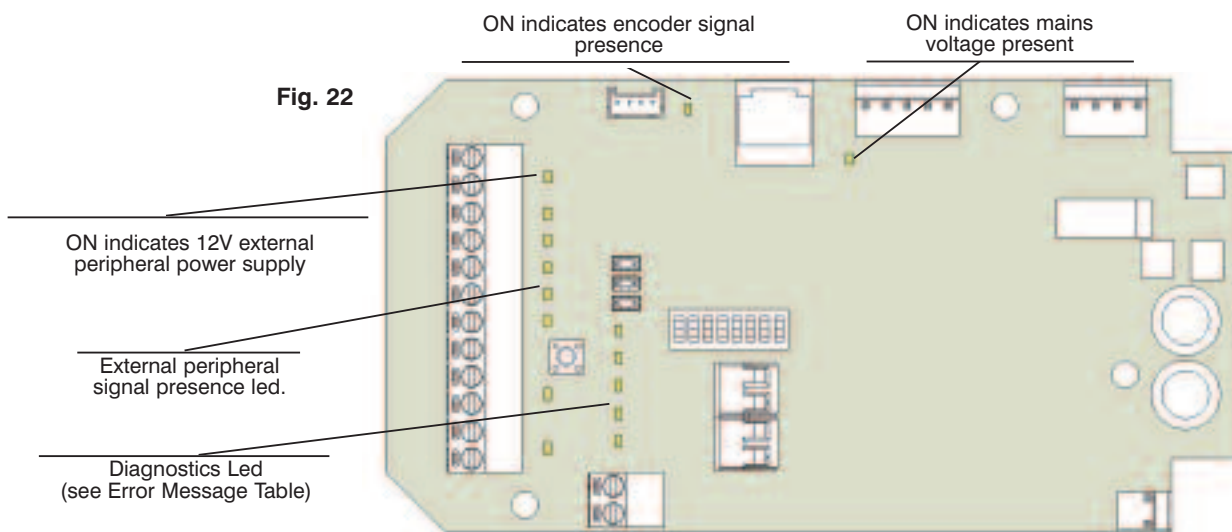 ON indicates encoder signal
presence
ON indicates mains
voltage present
Fig. 22
ON indicates 12V external
peripheral power supply
External peripheral
signal presence led.
Diagnostics Led
(see Error Message Table)